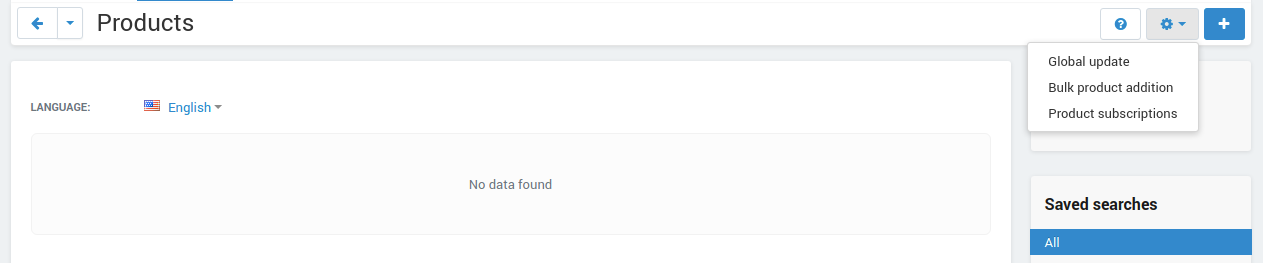 Products
Global update
Bulk product addition
Product subscriptions
LANGUAGE: English
No data found
Saved searches
All